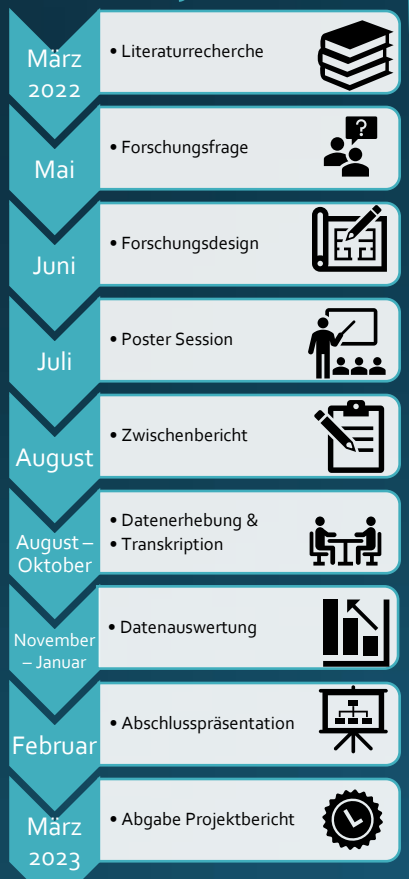 März
2022
• Literaturrecherche
Mai
• Forschungsfrage
?
Juni
• Forschungsdesign
Juli
• Poster Session
August
• Zwischenbericht
August –
Oktober
• Datenerhebung &
• Transkription
November
– Januar
• Datenauswertung
Februar
• Abschlusspräsentation
März
2023
• Abgabe Projektbericht